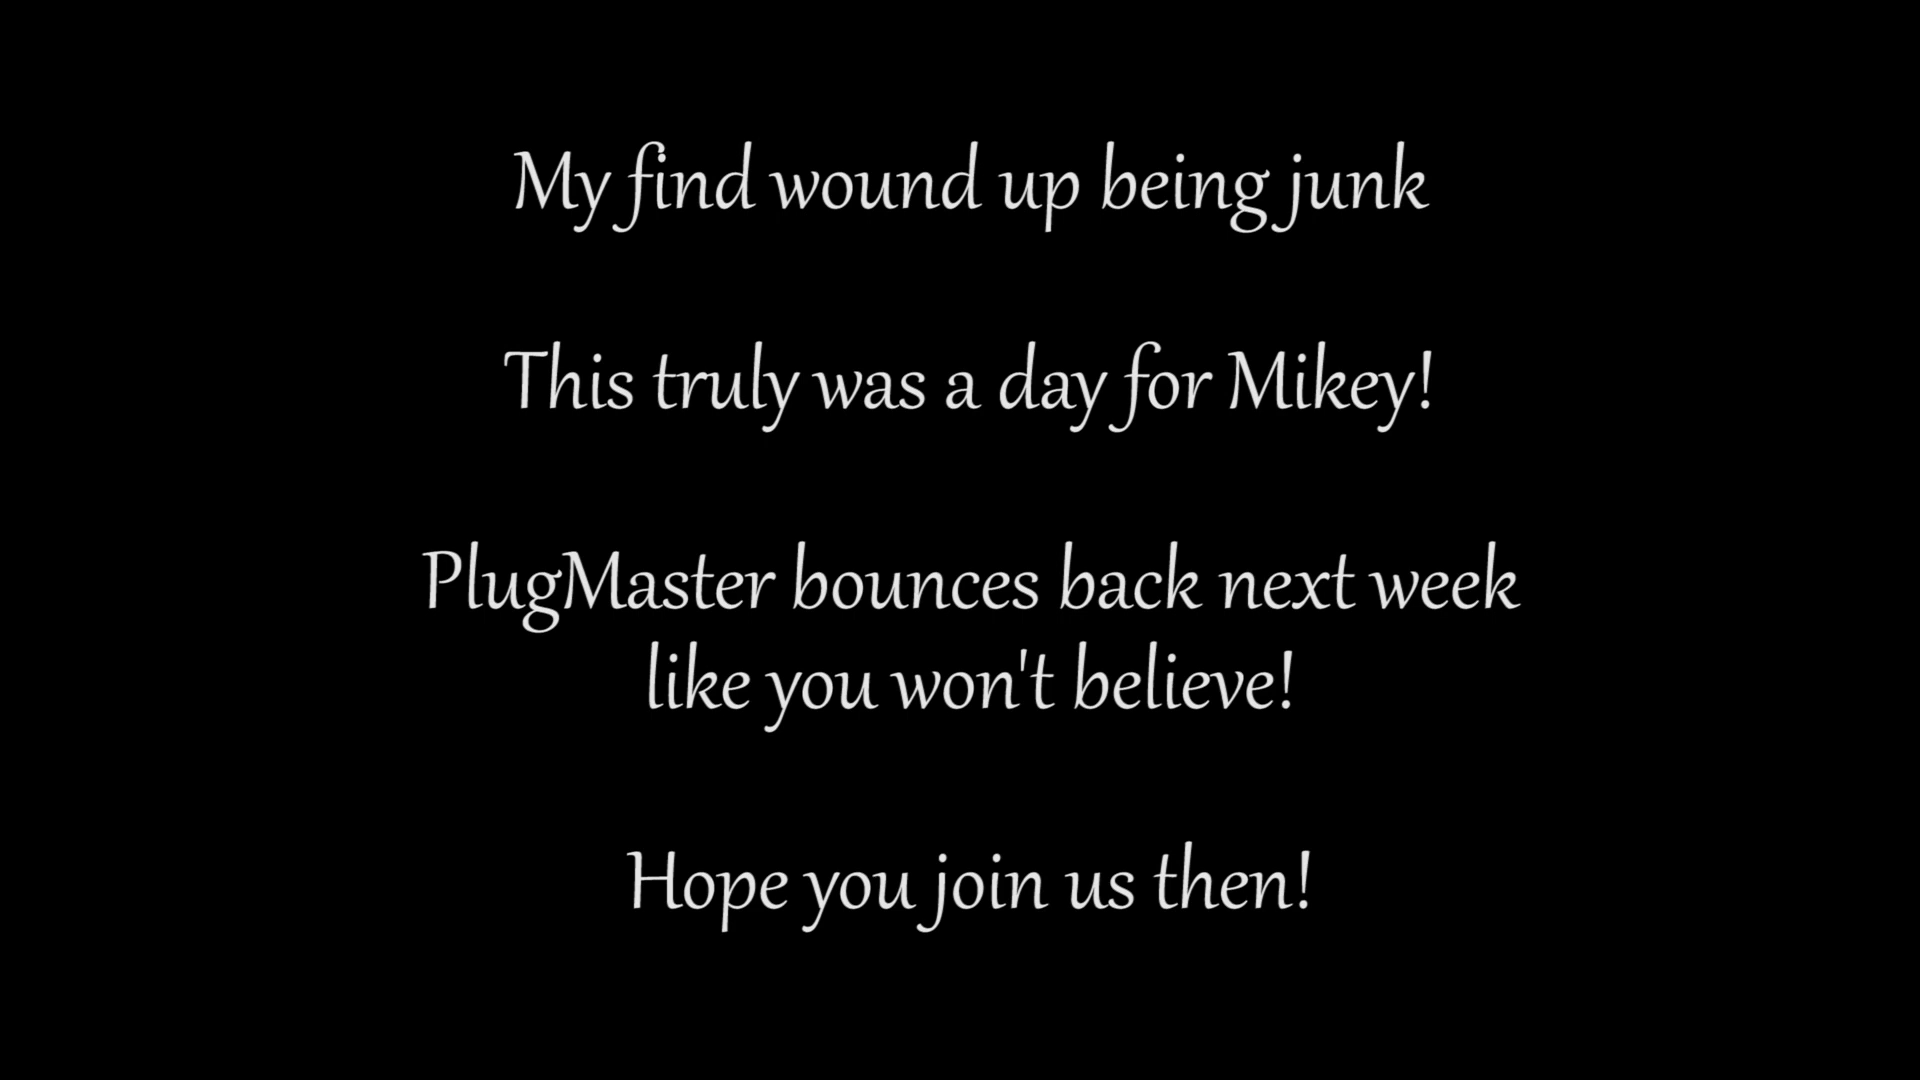 My find wound up being junk
This truly was a day for Mikey!
PlugMaster bounces back next week
like you won't believe!
Hope you join us then!